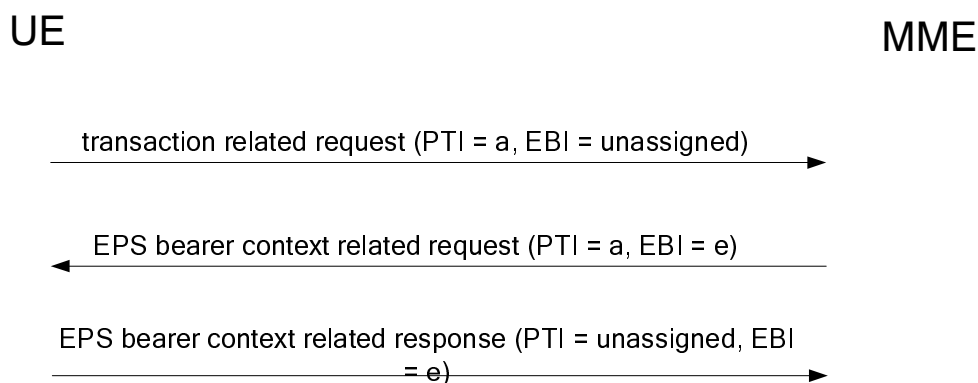 UE
MME
transaction related request (PTI = a, EBI = unassigned)
EPS bearer context related request (PTI = a, EBI = e)
EPS bearer context related response (PTI = unassigned, EBI
= e)